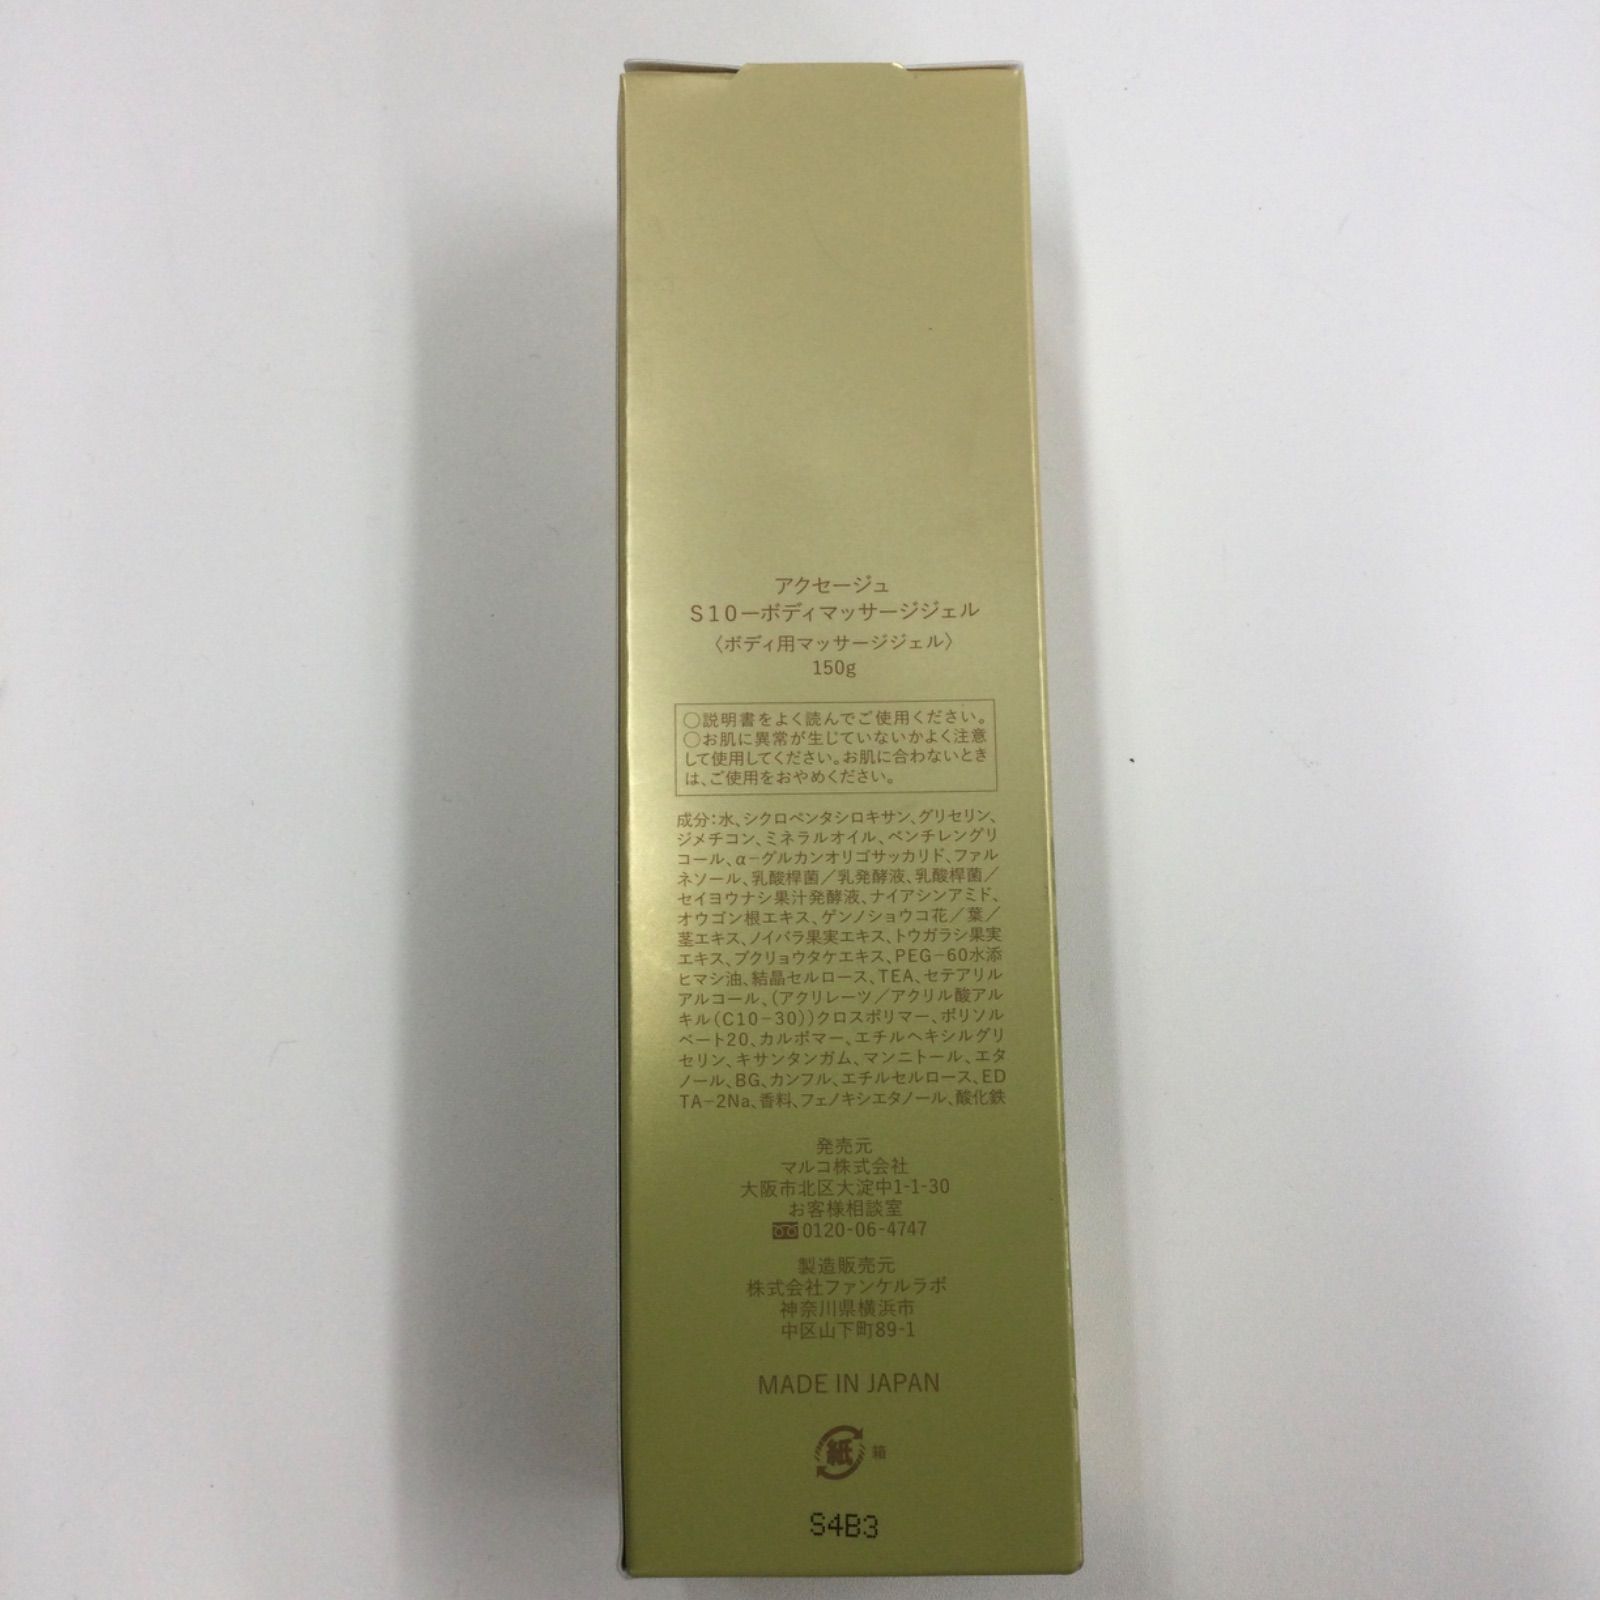 アクセージュ
S10ーボディマッサージジェル
〈ボディ用マッサージジェル〉
150g
○説明書をよく読んでご使用ください。
○お肌に異常が生じていないかよく注意
して使用してください。お肌に合わないとき
は、ご使用をおやめください。
成分：水、シクロペンタシロキサン、グリセリン、
ジメチコン、ミネラルオイル、ペンチレングリ
コール、α－グルカンオリゴサッカリド、ファル
ネソール、乳酸桿菌／乳発酵液、乳酸桿菌／
セイヨウナシ果汁発酵液、ナイアシンアミド、
オウゴン根エキス、ゲンノショウコ花／葉／
茎エキス、ノイバラ果実エキス、トウガラシ果実
エキス、ブクリョウタケエキス、PEG－60水添
ヒマシ油、結晶セルロース、TEA、セテアリル
アルコール、（アクリレーツ／アクリル酸アル
キル（C10－30））クロスポリマー、ポリソル
ベート20、カルボマー、エチルヘキシルグリ
セリン、キサンタンガム、マンニトール、エタ
ノール、BG、カンフル、エチルセルロース、ED
TA－2Na、香料、フェノキシエタノール、酸化鉄
発売元
マルコ株式会社
大阪市北区大淀中1-1-30
お客様相談室
0120-06-4747
製造販売元
株式会社ファンケルラボ
神奈川県横浜市
中区山下町89-1
MADE IN JAPAN
紙 箱
S4B3